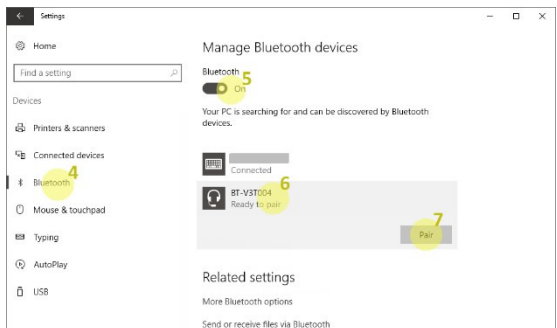 Settings
Home
Find a setting
Devices
Printers & scanners
Connected devices
4
Bluetooth
Mouse & touchpad
Typing
AutoPlay
USB
Manage Bluetooth devices
Bluetooth
5
On
Your PC is searching for and can be discovered by Bluetooth
devices.
Connected
6
BT-V3T004
Ready to pair
7
Pair
Related settings
More Bluetooth options
Send or receive files via Bluetooth